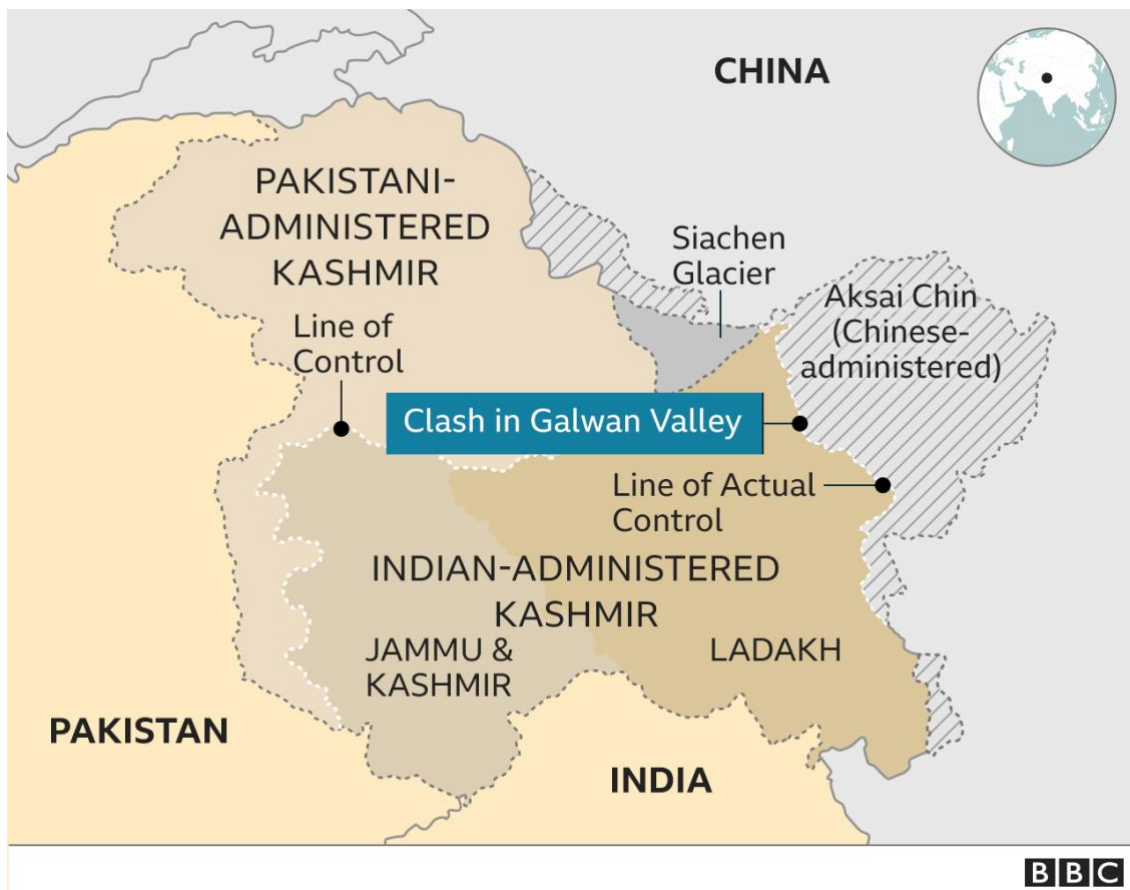 CHINA
PAKISTANI-
ADMINISTERED
KASHMIR
Siachen
Glacier
Aksai Chin
(Chinese-
administered)
Line of
Control
Clash in Galwan Valley
Line of Actual
Control
INDIAN-ADMINISTERED
KASHMIR
JAMMU &
KASHMIR
LADAKH
PAKISTAN
INDIA
BBC